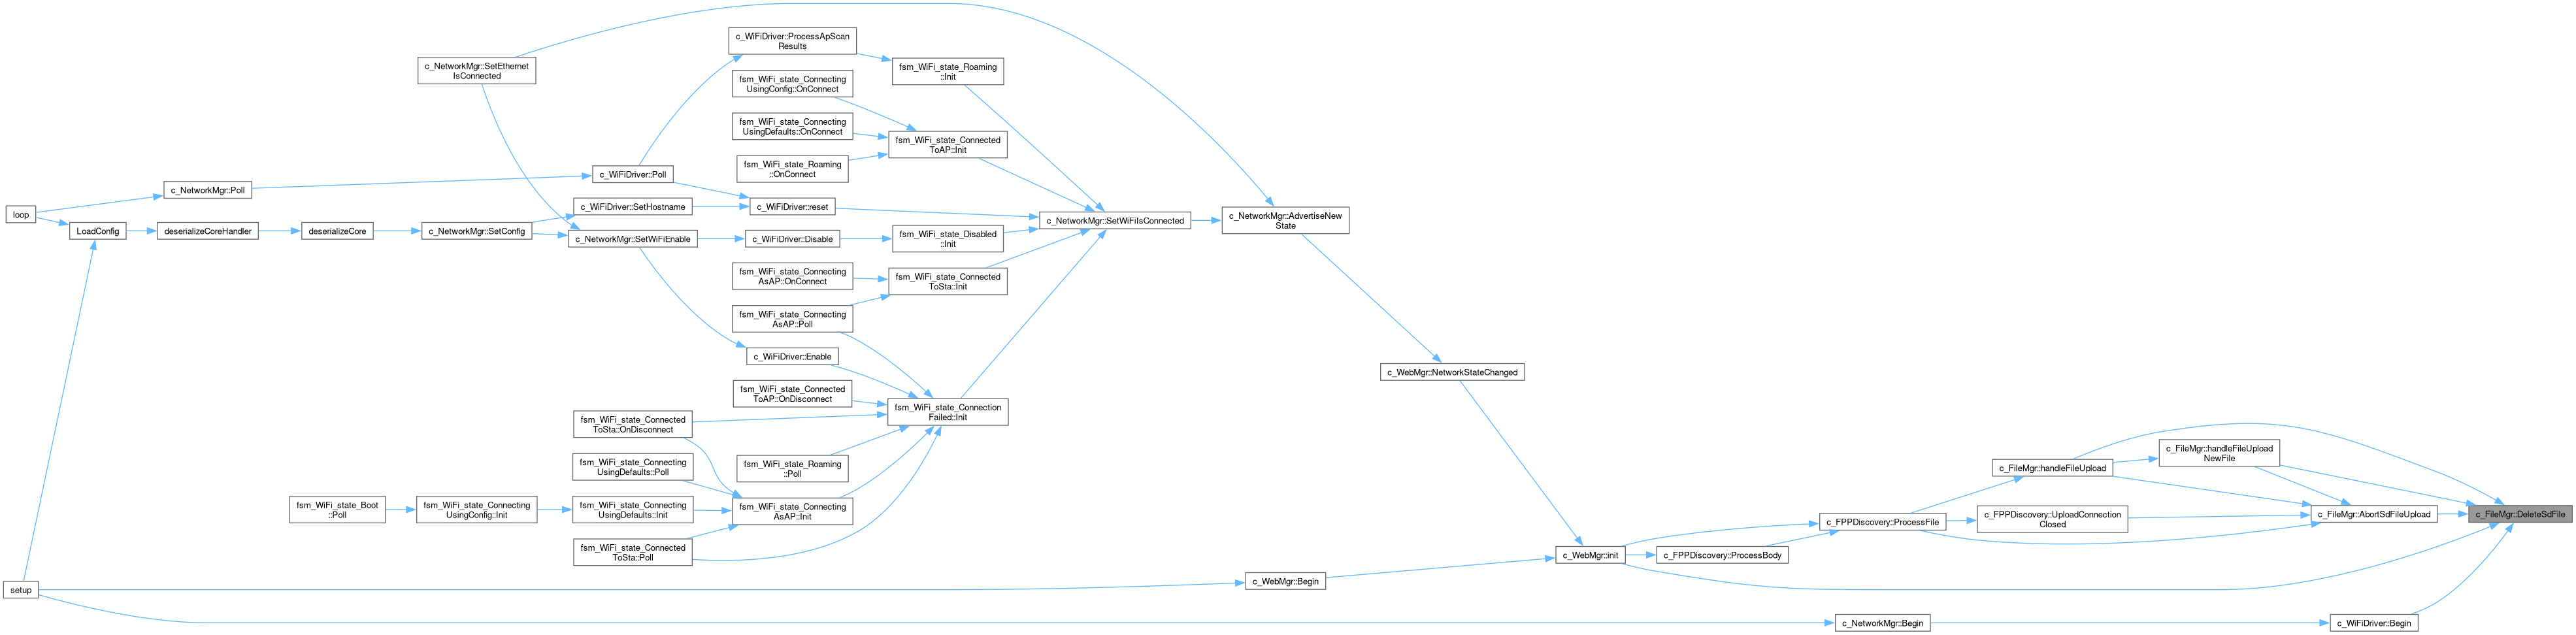 c_WiFiDriver::ProcessApScan
Results
c_NetworkMgr::SetEthernet
IsConnected
fsm_WiFi_state_Roaming
::Init
fsm_WiFi_state_Connecting
UsingConfig::OnConnect
fsm_WiFi_state_Connecting
UsingDefaults::OnConnect
fsm_WiFi_state_Connected
ToAP::Init
fsm_WiFi_state_Roaming
::OnConnect
c_WiFiDriver::Poll
c_NetworkMgr::Poll
loop
c_WiFiDriver::SetHostname
c_WiFiDriver::reset
c_NetworkMgr::SetWiFiIsConnected
c_NetworkMgr::AdvertiseNew
State
LoadConfig
deserializeCoreHandler
deserializeCore
c_NetworkMgr::SetConfig
c_NetworkMgr::SetWiFiEnable
c_WiFiDriver::Disable
fsm_WiFi_state_Disabled
::Init
fsm_WiFi_state_Connecting
AsAP::OnConnect
fsm_WiFi_state_Connected
ToSta::Init
fsm_WiFi_state_Connecting
AsAP::Poll
c_WiFiDriver::Enable
c_WebMgr::NetworkStateChanged
fsm_WiFi_state_Connected
ToAP::OnDisconnect
fsm_WiFi_state_Connection
Failed::Init
fsm_WiFi_state_Connected
ToSta::OnDisconnect
fsm_WiFi_state_Connecting
UsingDefaults::Poll
fsm_WiFi_state_Roaming
::Poll
c_FileMgr::handleFileUpload
c_FileMgr::handleFileUpload
NewFile
fsm_WiFi_state_Boot
::Poll
fsm_WiFi_state_Connecting
UsingConfig::Init
fsm_WiFi_state_Connecting
UsingDefaults::Init
fsm_WiFi_state_Connecting
AsAP::Init
c_FPPDiscovery::ProcessFile
c_FPPDiscovery::UploadConnection
Closed
c_FileMgr::AbortSdFileUpload
c_FileMgr::DeleteSdFile
fsm_WiFi_state_Connected
ToSta::Poll
c_WebMgr::init
c_FPPDiscovery::ProcessBody
setup
c_WebMgr::Begin
c_NetworkMgr::Begin
c_WiFiDriver::Begin